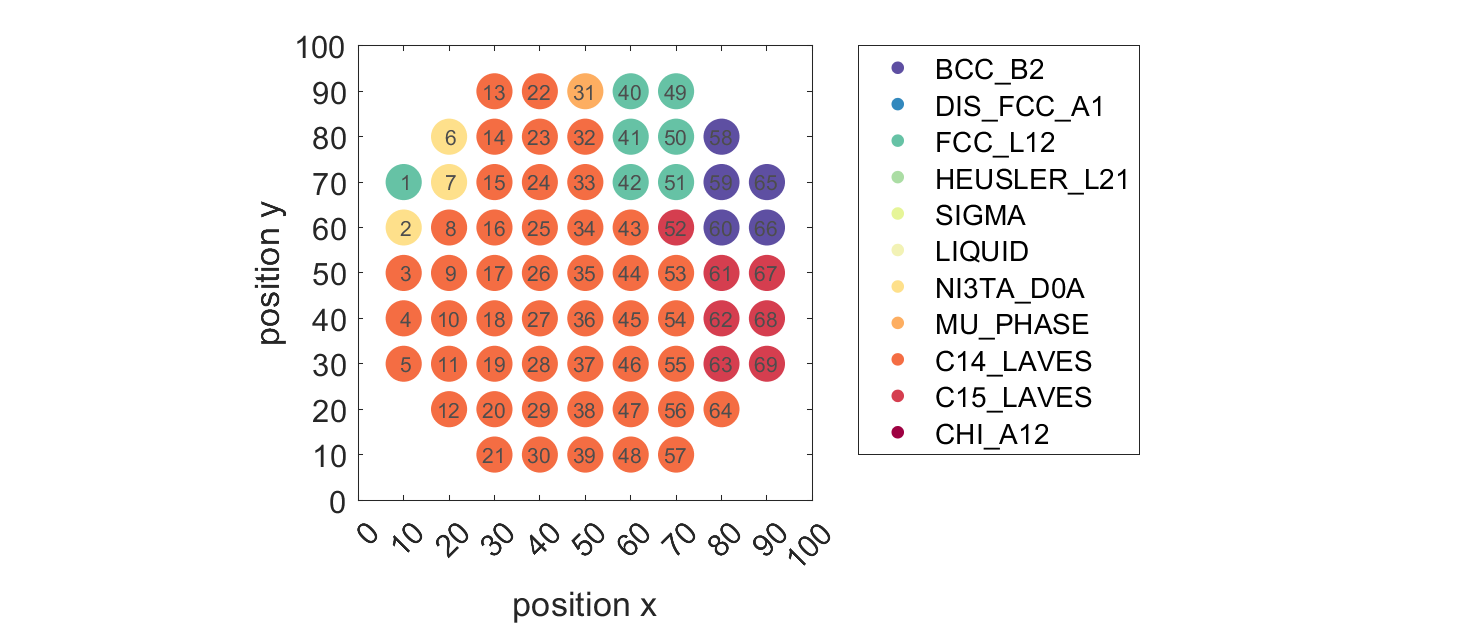 100
90 13 22 31 40 49
80 6 14 23 32 41 50 58
70 1 7 15 24 33 42 51 59 65
60 2 8 16 25 34 43 52 60 66
50 3 9 17 26 35 44 53 61 67
40 4 10 18 27 36 45 54 62 68
30 5 11 19 28 37 46 55 63 69
20 12 20 29 38 47 56 64
10 21 30 39 48 57
0
0 10 20 30 40 50 60 70 80 90 100
position x
position y
BCC_B2
DIS_FCC_A1
FCC_L12
HEUSLER_L21
SIGMA
LIQUID
NI3TA_D0A
MU_PHASE
C14_LAVES
C15_LAVES
CHI_A12